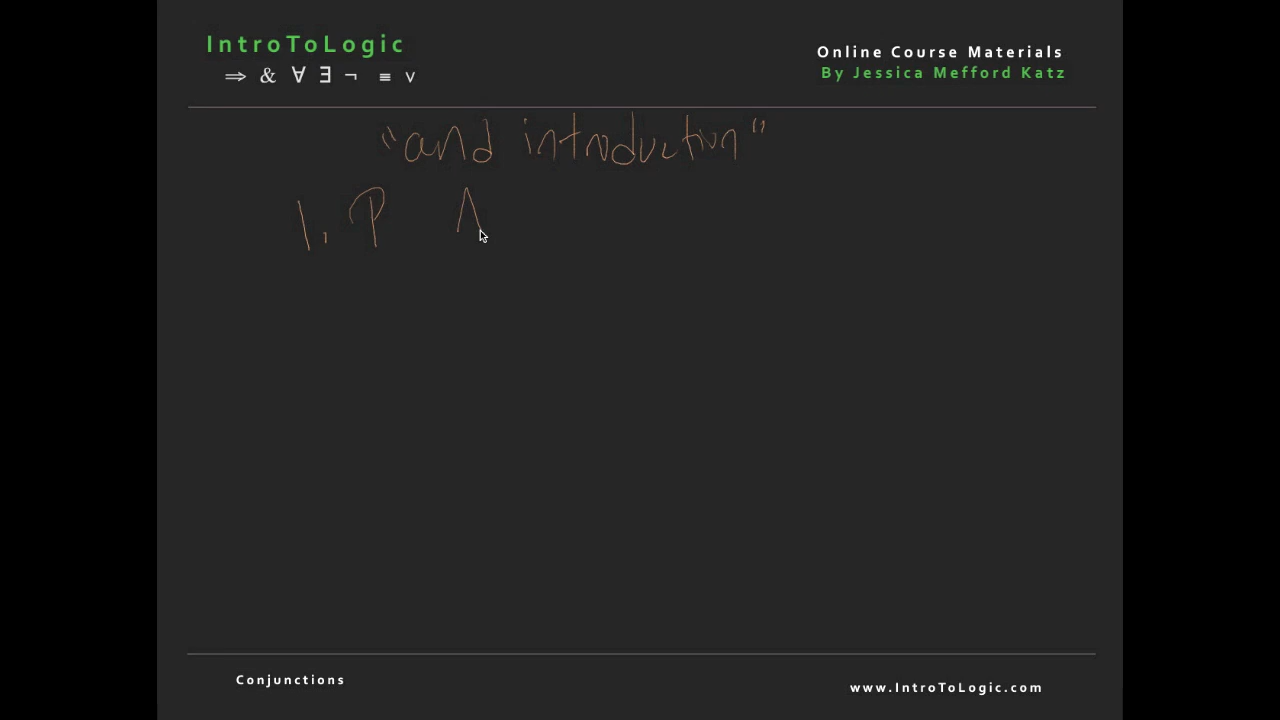 IntroToLogic
⇒ & ∀ ∃ ¬ ≡ ∨
Online Course Materials
By Jessica Mefford Katz
"and introduction"
1. P Λ
Conjunctions
www.IntroToLogic.com